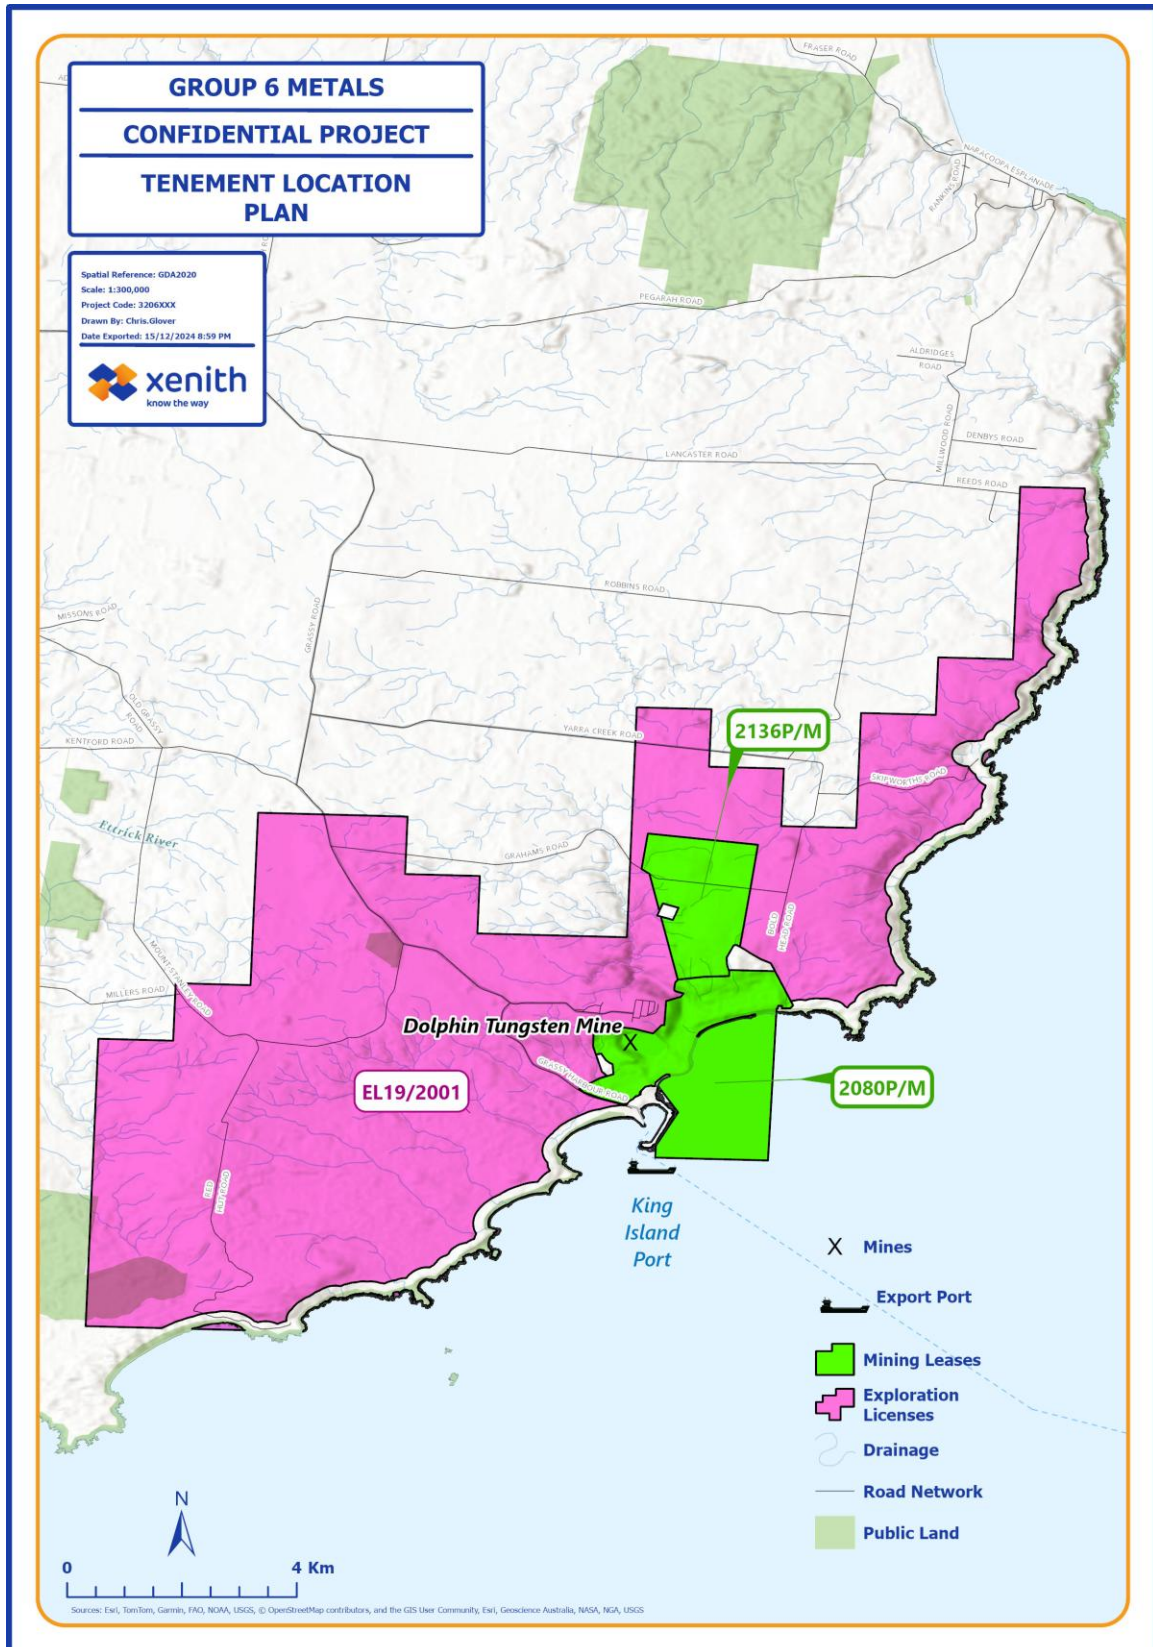 GROUP 6 METALS
CONFIDENTIAL PROJECT
TENEMENT LOCATION
PLAN
Spatial Reference: GDA2020
Scale: 1:300,000
Project Code: 3206XXX
Drawn By: Chris.Glover
Date Exported: 15/12/2024 8:59 PM
xenith
know the way
FRASER ROAD
NARACOOPA ESPLANADE
RANKINS ROAD
PEGARAH ROAD
ALDRIDGES
ROAD
MILLWOOD ROAD
DENBYS ROAD
LANCASTER ROAD
REEDS ROAD
ROBBINS ROAD
MISSONS ROAD
GRASSY ROAD
OLD GRASSY
ROAD
KENTFORD ROAD
YARRA CREEK ROAD
2136P/M
SKIPWORTHS ROAD
Ettrick River
GRAHAMS ROAD
BOLD
HEAD ROAD
MOUNT STANLEY ROAD
MILLERS ROAD
Dolphin Tungsten Mine
X
GRASSY HARBOUR ROAD
EL19/2001
2080P/M
RED
HUT ROAD
King
Island
Port
X Mines
Export Port
Mining Leases
Exploration
Licenses
Drainage
Road Network
Public Land
N
0 4 Km
Sources: Esri, TomTom, Garmin, FAO, NOAA, USGS, © OpenStreetMap contributors, and the GIS User Community, Esri, Geoscience Australia, NASA, NGA, USGS